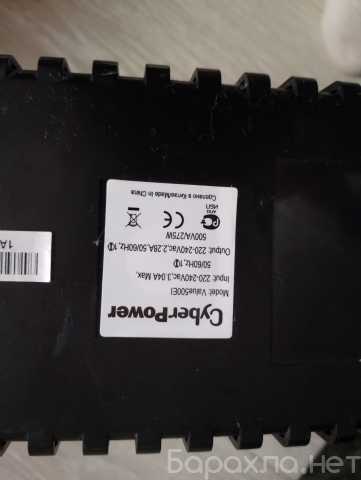 CyberPower
Model: Value500EI
Input: 220-240Vac,3.04A Max,
50/60Hz, 1Φ
Output: 220-240Vac,2.28A,50/60Hz,1Φ
500VA/275W
CE
Сделано в Китае/Made in China
1A
Барахла.Нет